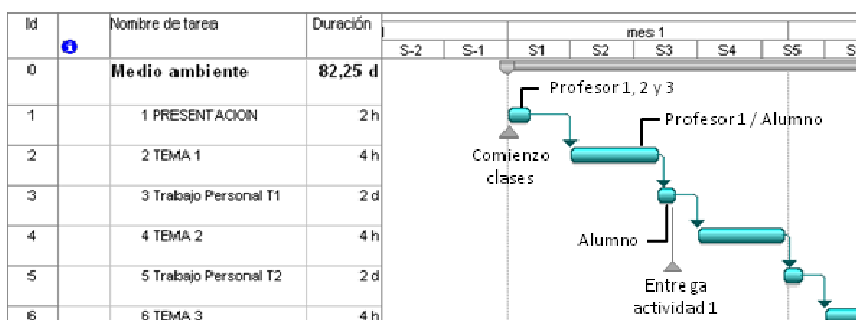 Id Nombre de tarea Duración mes 1
S-2 S-1 S1 S2 S3 S4 S5 S
0 Medio ambiente 82,25 d
Profesor 1, 2 y 3
1 1 PRESENTACION 2 h
Profesor 1 / Alumno
2 2 TEMA 1 4 h
Comienzo
clases
3 3 Trabajo Personal T1 2 d
4 4 TEMA 2 4 h
Alumno
5 5 Trabajo Personal T2 2 d
Entrega
actividad 1
6 6 TEMA 3 4 h